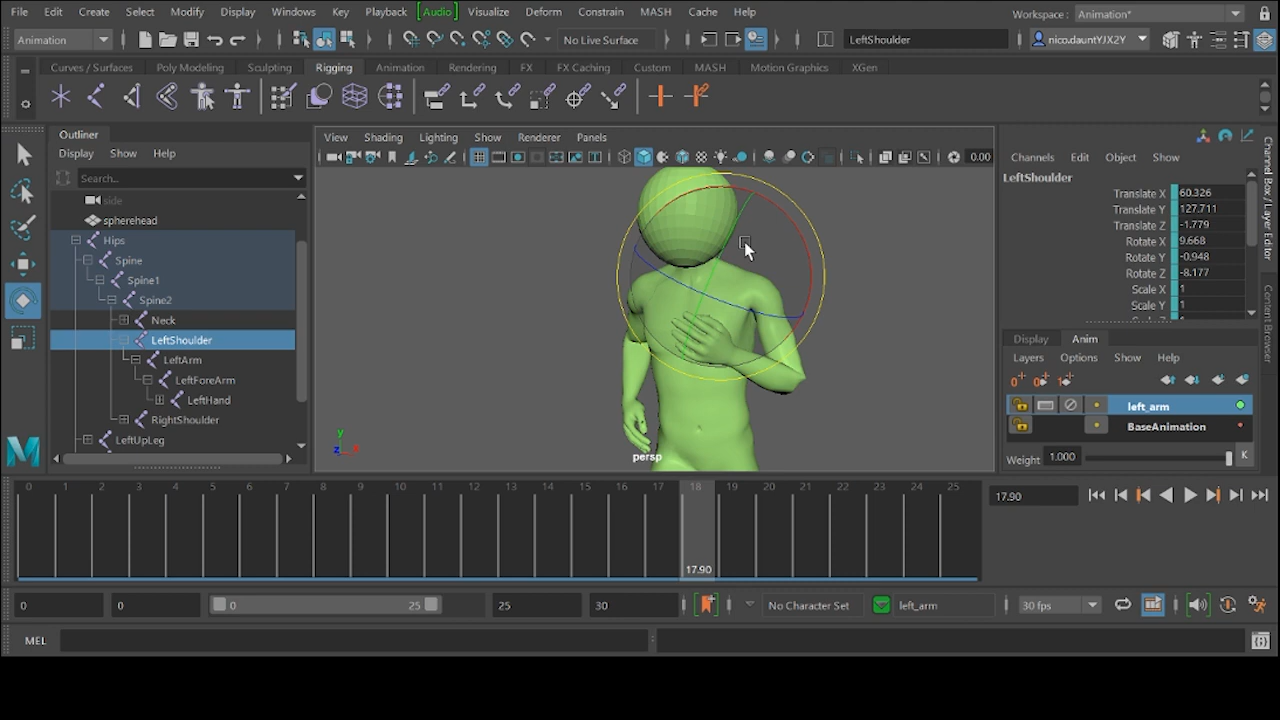 File Edit Create Select Modify Display Windows Key Playback [Audio] Visualize Deform Constrain MASH Cache Help Workspace : Animation*
Animation No Live Surface LeftShoulder nico.dauntYJX2Y
Curves / Surfaces Poly Modeling Sculpting Rigging Animation Rendering FX FX Caching Custom MASH Motion Graphics XGen
Outliner
Display Show Help
Search...
side
spherehead
Hips
Spine
Spine1
Spine2
Neck
LeftShoulder
LeftArm
LeftForeArm
LeftHand
RightShoulder
LeftUpLeg
View Shading Lighting Show Renderer Panels
0.00
persp
y
z
x
Channels Edit Object Show
LeftShoulder
Translate X 60.326
Translate Y 127.711
Translate Z -1.779
Rotate X 9.668
Rotate Y -0.948
Rotate Z -8.177
Scale X 1
Scale Y 1
Display Anim
Layers Options Show Help
left_arm
BaseAnimation
Weight 1.000 K
Channel Box / Layer Editor
Content Browser
0 1 2 3 4 5 6 7 8 9 10 11 12 13 14 15 16 17 18 19 20 21 22 23 24 25
17.90
17.90
0 0 0 25 25 30 No Character Set left_arm 30 fps
MEL